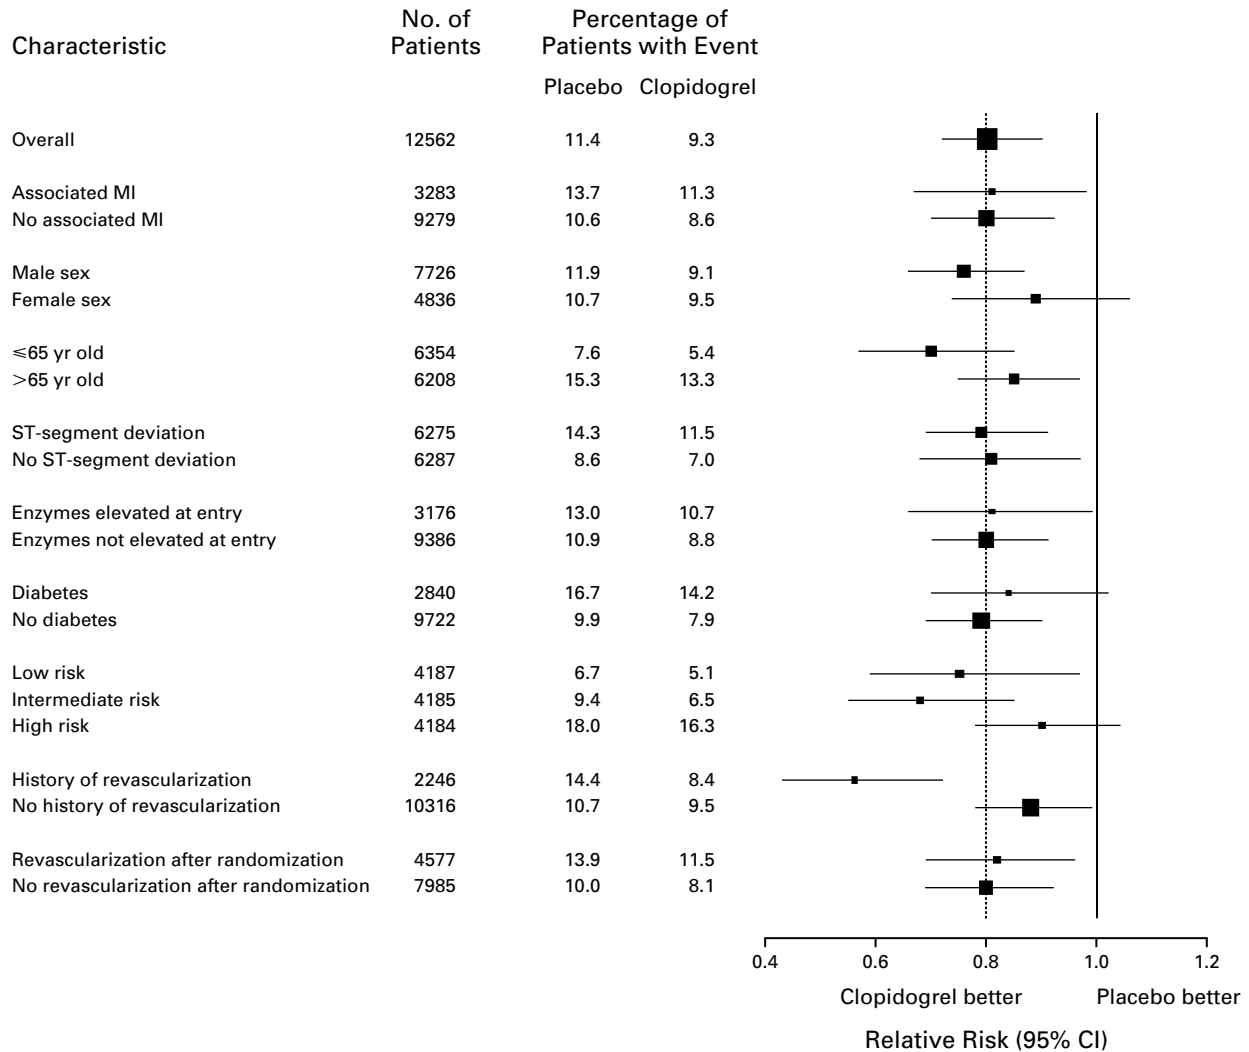 No. of Percentage of
Characteristic Patients Patients with Event
Placebo Clopidogrel
Overall 12562 11.4 9.3
Associated MI 3283 13.7 11.3
No associated MI 9279 10.6 8.6
Male sex 7726 11.9 9.1
Female sex 4836 10.7 9.5
⩽65 yr old 6354 7.6 5.4
>65 yr old 6208 15.3 13.3
ST-segment deviation 6275 14.3 11.5
No ST-segment deviation 6287 8.6 7.0
Enzymes elevated at entry 3176 13.0 10.7
Enzymes not elevated at entry 9386 10.9 8.8
Diabetes 2840 16.7 14.2
No diabetes 9722 9.9 7.9
Low risk 4187 6.7 5.1
Intermediate risk 4185 9.4 6.5
High risk 4184 18.0 16.3
History of revascularization 2246 14.4 8.4
No history of revascularization 10316 10.7 9.5
Revascularization after randomization 4577 13.9 11.5
No revascularization after randomization 7985 10.0 8.1
0.4 0.6 0.8 1.0 1.2
Clopidogrel better Placebo better
Relative Risk (95% CI)